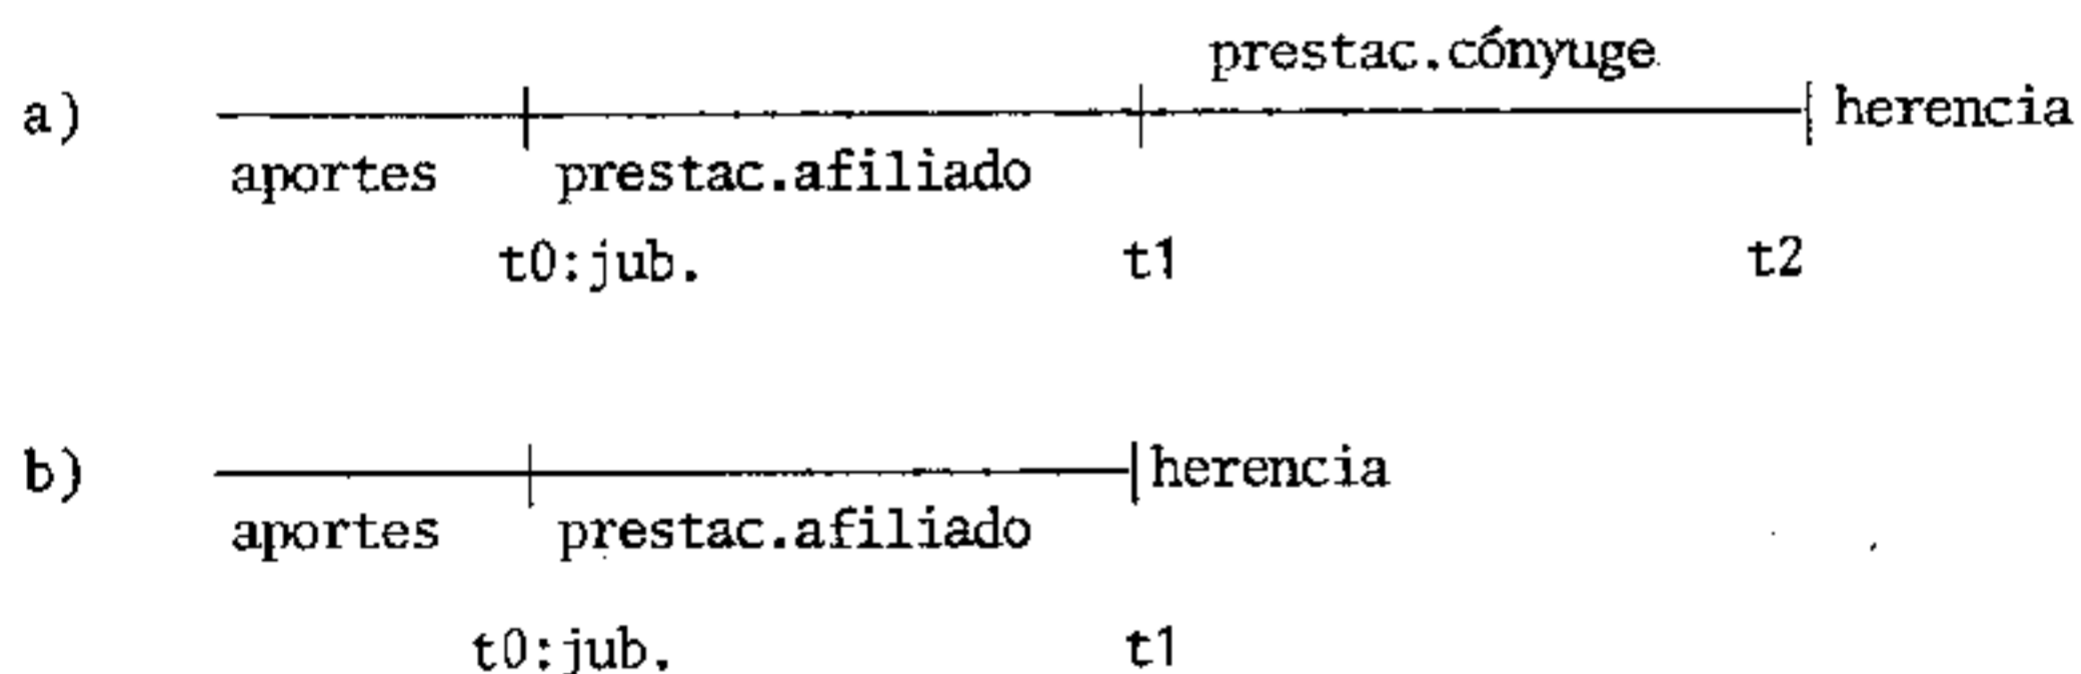 prestac.cónyuge
a) herencia
aportes prestac.afiliado
t0:jub. t1 t2
b) herencia
aportes prestac.afiliado
t0:jub. t1